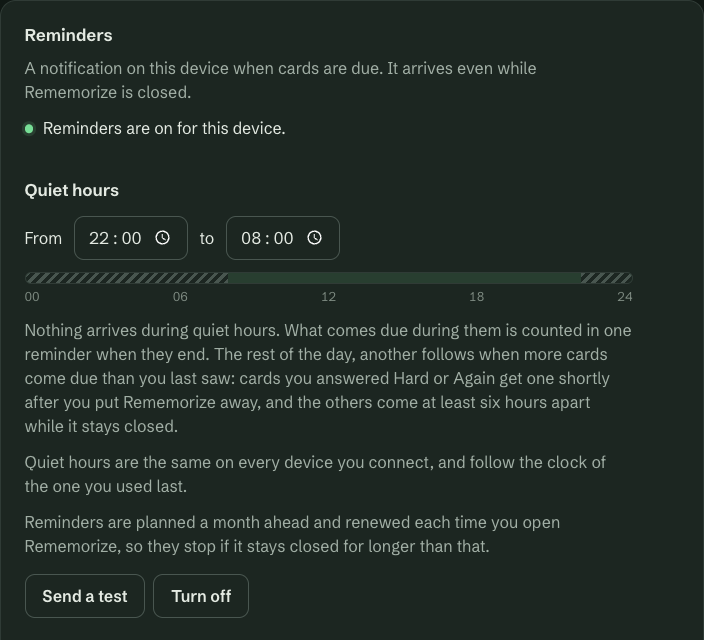 Reminders
A notification on this device when cards are due. It arrives even while
Rememorize is closed.
Reminders are on for this device.
Quiet hours
From 22:00 to 08:00
00 06 12 18 24
Nothing arrives during quiet hours. What comes due during them is counted in one
reminder when they end. The rest of the day, another follows when more cards
come due than you last saw: cards you answered Hard or Again get one shortly
after you put Rememorize away, and the others come at least six hours apart
while it stays closed.
Quiet hours are the same on every device you connect, and follow the clock of
the one you used last.
Reminders are planned a month ahead and renewed each time you open
Rememorize, so they stop if it stays closed for longer than that.
Send a test Turn off